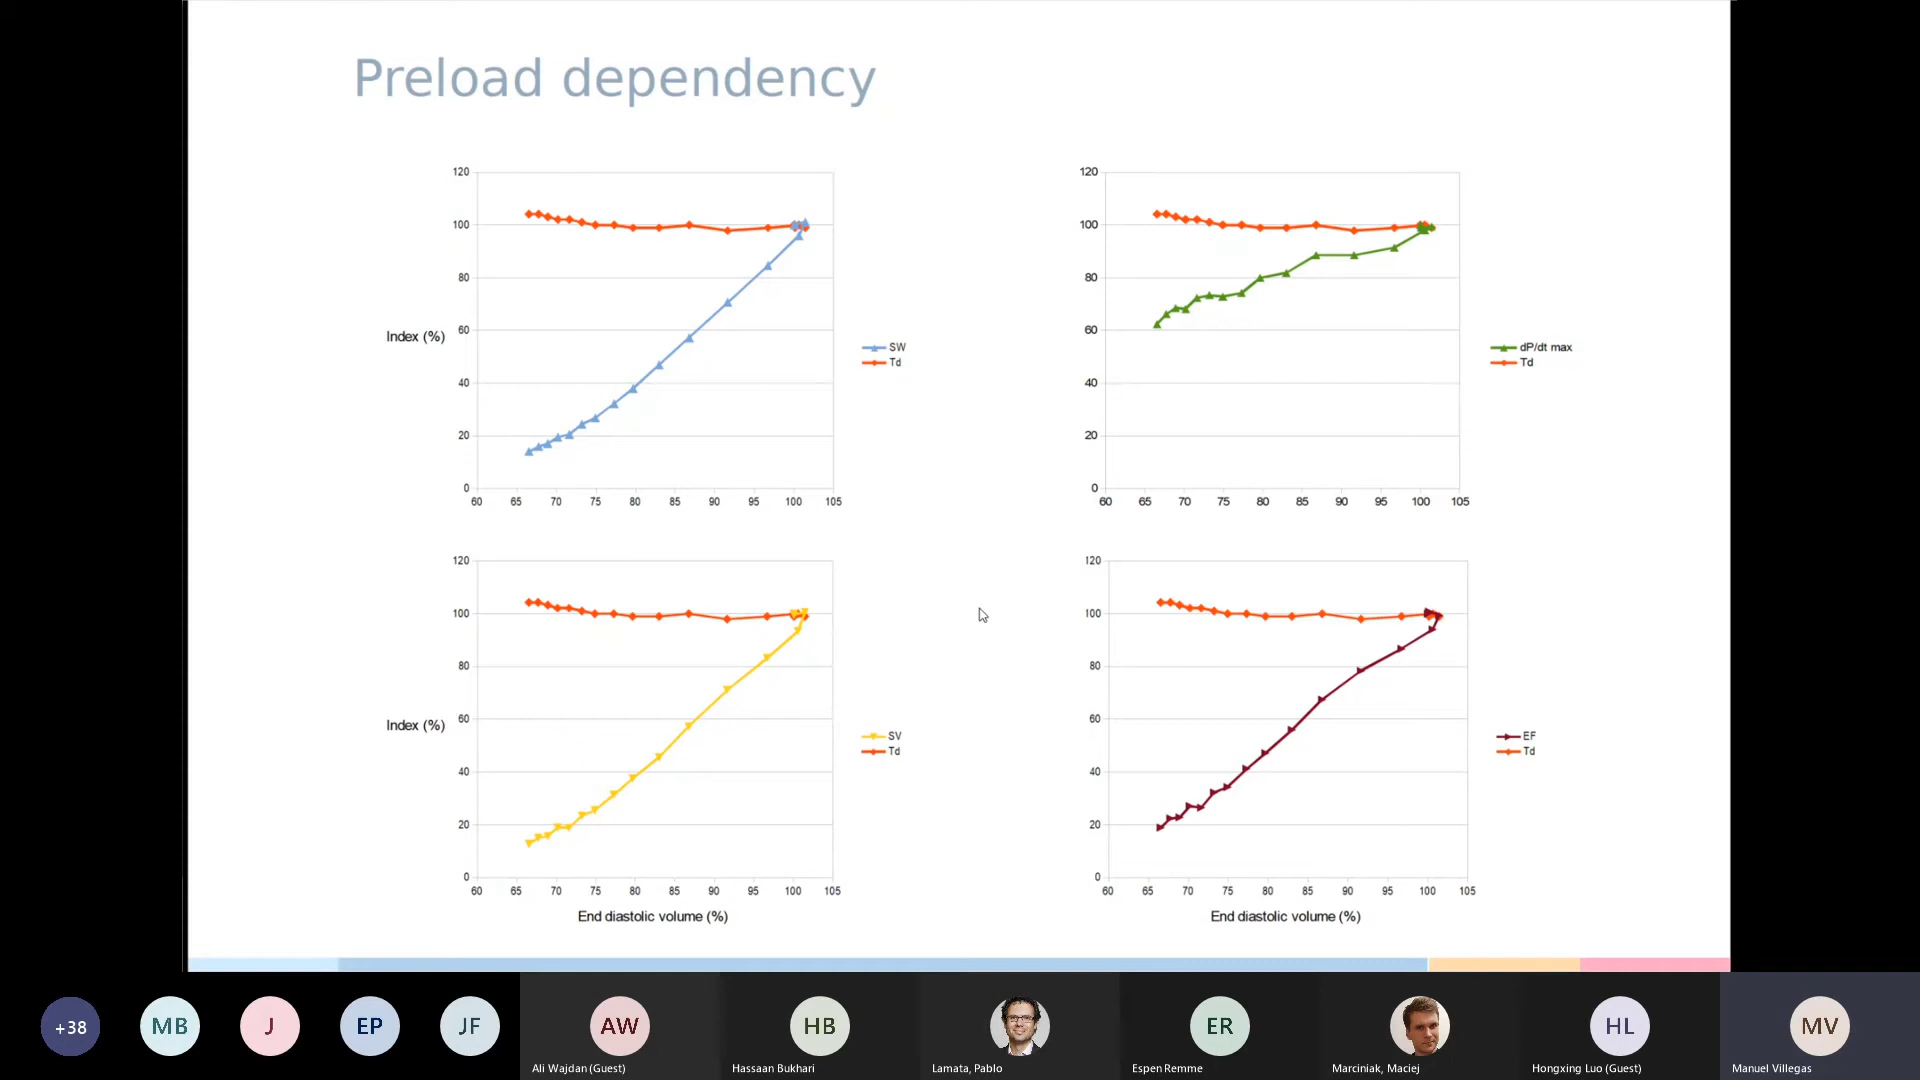 Preload dependency
120
100
80
60
40
20
0
Index (%)
60 65 70 75 80 85 90 95 100 105
SW
Td
120
100
80
60
40
20
0
60 65 70 75 80 85 90 95 100 105
dP/dt max
Td
120
100
80
60
40
20
0
Index (%)
60 65 70 75 80 85 90 95 100 105
End diastolic volume (%)
SV
Td
120
100
80
60
40
20
0
60 65 70 75 80 85 90 95 100 105
End diastolic volume (%)
EF
Td
+38 MB J EP JF AW HB ER HL MV
Ali Wajdan (Guest) Hassaan Bukhari Lamata, Pablo Espen Remme Marciniak, Maciej Hongxing Luo (Guest) Manuel Villegas